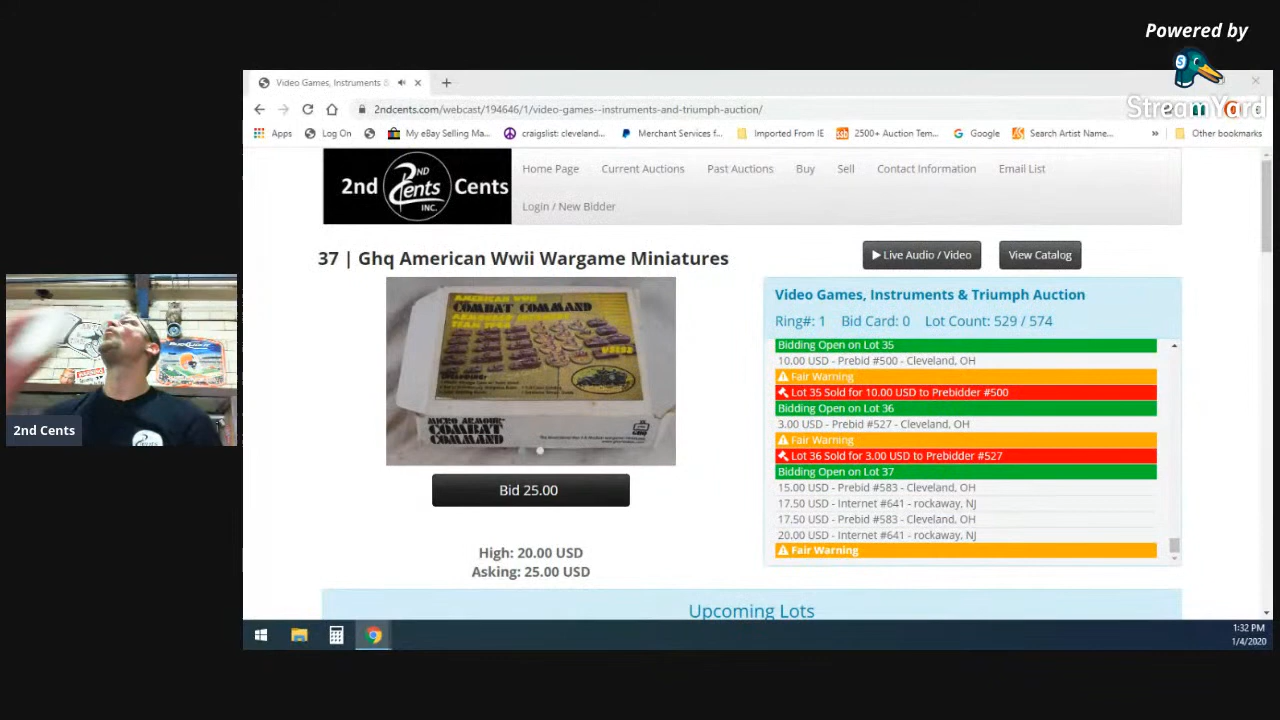 Powered by
StreamYard
Video Games, Instruments &
2ndcents.com/webcast/194646/1/video-games--instruments-and-triumph-auction/
Apps
Log On
My eBay Selling Ma...
craigslist: cleveland...
Merchant Services f...
Imported From IE
2500+ Auction Tem...
Google
Search Artist Name...
»
Other bookmarks
2nd
2ND
Cents
INC.
Cents
Home Page
Current Auctions
Past Auctions
Buy
Sell
Contact Information
Email List
Login / New Bidder
37 | Ghq American Wwii Wargame Miniatures
Live Audio / Video
View Catalog
AMERICAN WWII
COMBAT COMMAND
MICRO ARMOUR
COMBAT
COMMAND
GHQ
Bid 25.00
High: 20.00 USD
Asking: 25.00 USD
Video Games, Instruments & Triumph Auction
Ring#: 1 Bid Card: 0 Lot Count: 529 / 574
Bidding Open on Lot 35
10.00 USD - Prebid #500 - Cleveland, OH
Fair Warning
Lot 35 Sold for 10.00 USD to Prebidder #500
Bidding Open on Lot 36
3.00 USD - Prebid #527 - Cleveland, OH
Fair Warning
Lot 36 Sold for 3.00 USD to Prebidder #527
Bidding Open on Lot 37
15.00 USD - Prebid #583 - Cleveland, OH
17.50 USD - Internet #641 - rockaway, NJ
17.50 USD - Prebid #583 - Cleveland, OH
20.00 USD - Internet #641 - rockaway, NJ
Fair Warning
Upcoming Lots
2nd Cents
1:32 PM
1/4/2020